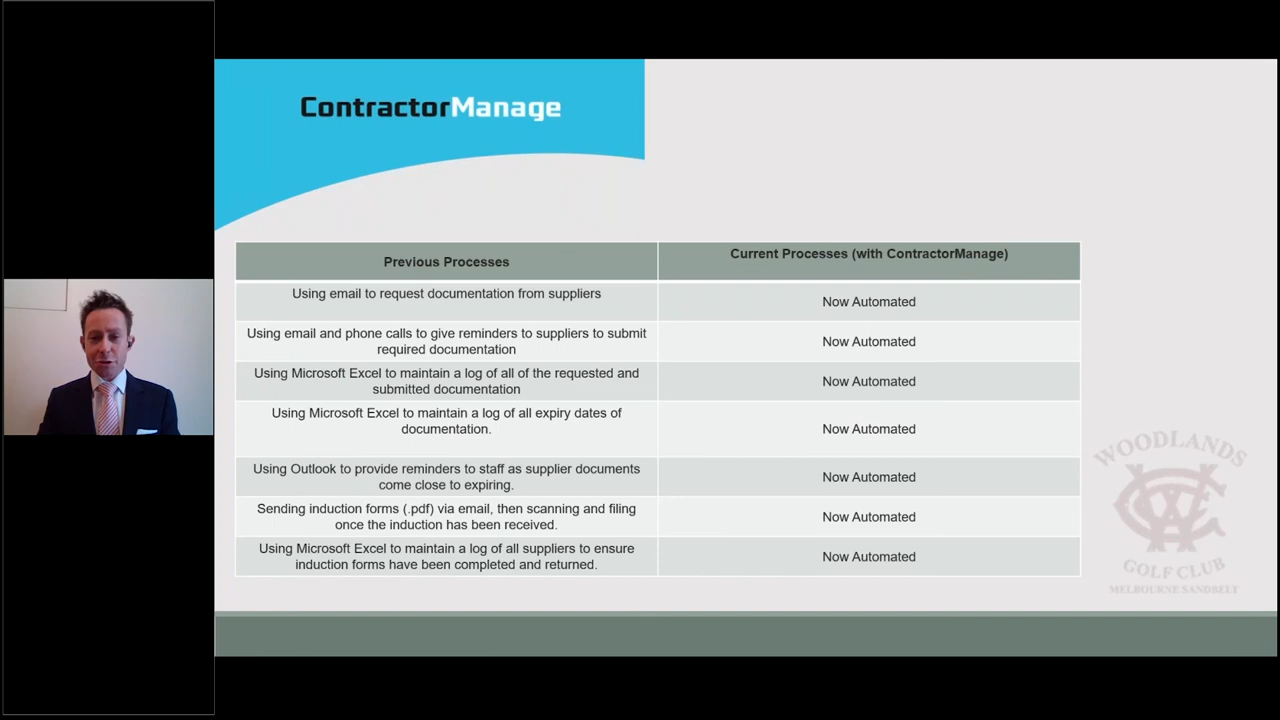 ContractorManage
Previous Processes
Current Processes (with ContractorManage)
Using email to request documentation from suppliers
Now Automated
Using email and phone calls to give reminders to suppliers to submit
required documentation
Now Automated
Using Microsoft Excel to maintain a log of all of the requested and
submitted documentation
Now Automated
Using Microsoft Excel to maintain a log of all expiry dates of
documentation.
Now Automated
Using Outlook to provide reminders to staff as supplier documents
come close to expiring.
Now Automated
Sending induction forms (.pdf) via email, then scanning and filing
once the induction has been received.
Now Automated
Using Microsoft Excel to maintain a log of all suppliers to ensure
induction forms have been completed and returned.
Now Automated
WOODLANDS
GOLF CLUB
MELBOURNE SANDBELT